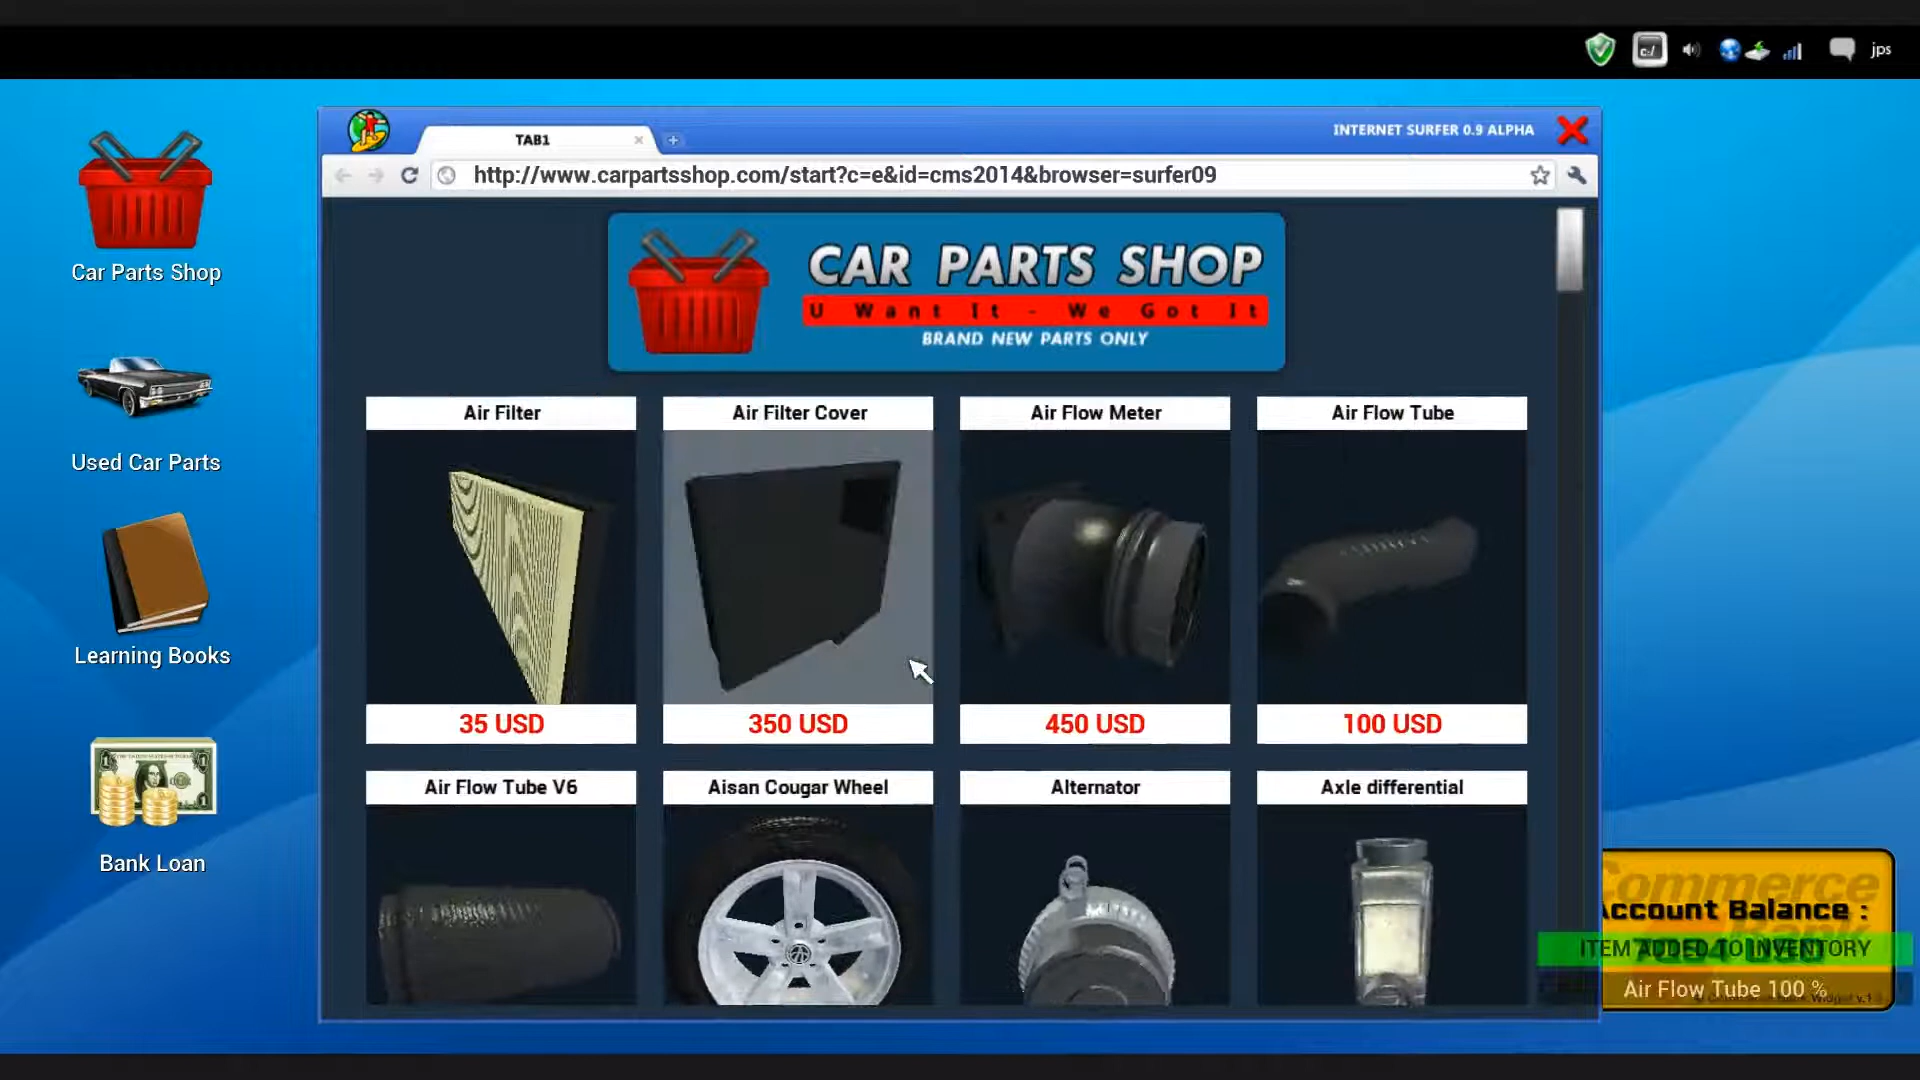 jps
TAB1
INTERNET SURFER 0.9 ALPHA
http://www.carpartsshop.com/start?c=e&id=cms2014&browser=surfer09
Car Parts Shop
Used Car Parts
Learning Books
Bank Loan
CAR PARTS SHOP
U Want It - We Got It
BRAND NEW PARTS ONLY
Air Filter
Air Filter Cover
Air Flow Meter
Air Flow Tube
35 USD
350 USD
450 USD
100 USD
Air Flow Tube V6
Aisan Cougar Wheel
Alternator
Axle differential
Commerce
Account Balance :
ITEM ADDED TO INVENTORY
Air Flow Tube 100 %